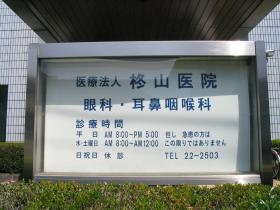 医療法人 柊山医院
眼科・耳鼻咽喉科
診療時間
平日 AM 8:00~PM 5:00 但し 急患の方は
水・土曜日 AM 8:00~AM12:00 この限りではありません
日祝日 休診 TEL 22-2503